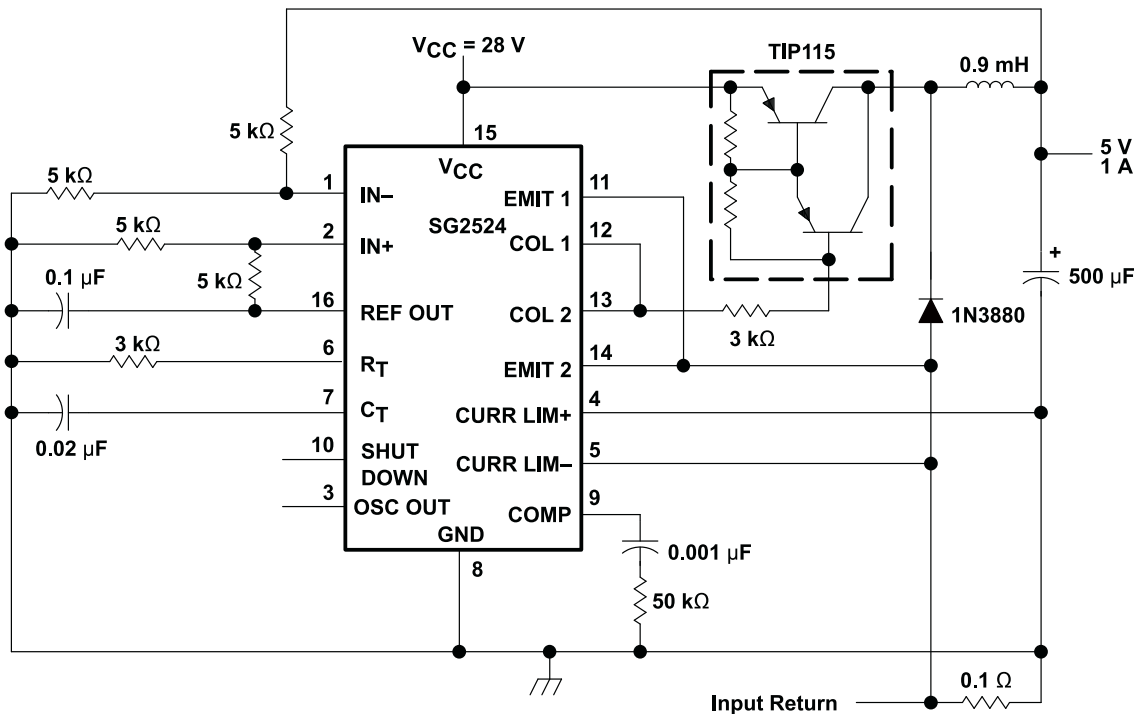 VCC = 28 V
TIP115
0.9 mH
5 kΩ
15
5 V
1 A
5 kΩ
1
VCC
11
IN–
EMIT 1
SG2524
5 kΩ
2
12
IN+
COL 1
0.1 µF
5 kΩ
16
13
+
500 µF
REF OUT
COL 2
3 kΩ
1N3880
3 kΩ
6
14
RT
EMIT 2
7
4
CT
CURR LIM+
0.02 µF
10
5
SHUT
DOWN
CURR LIM–
3
9
OSC OUT
COMP
GND
0.001 µF
8
50 kΩ
0.1 Ω
Input Return